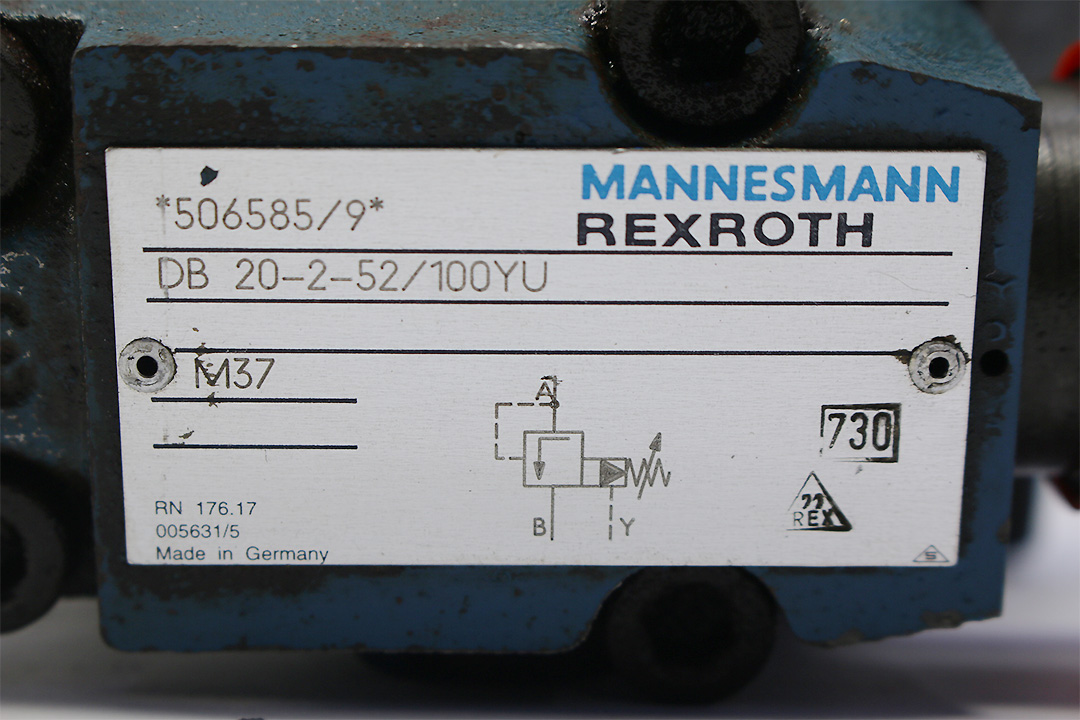 *506585/9*
MANNESMANN
REXROTH
DB 20-2-52/100YU
M37
A
B
Y
730
22
REX
RN 176.17
005631/5
Made in Germany
S